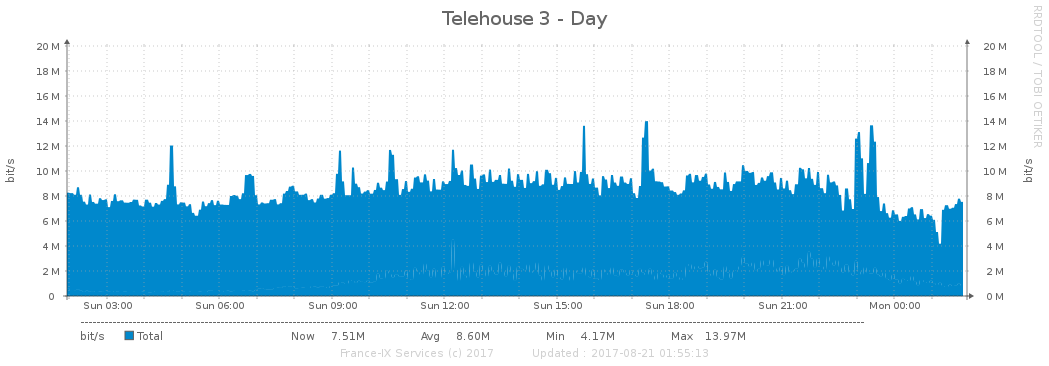 Telehouse 3 - Day
RRDTOOL / TOBI OETIKER
bit/s
20 M 20 M
18 M 18 M
16 M 16 M
14 M 14 M
12 M 12 M
10 M 10 M
8 M 8 M
6 M 6 M
4 M 4 M
2 M 2 M
0 0 M
bit/s
Sun 03:00 Sun 06:00 Sun 09:00 Sun 12:00 Sun 15:00 Sun 18:00 Sun 21:00 Mon 00:00
bit/s Total Now 7.51M Avg 8.60M Min 4.17M Max 13.97M
France-IX Services (c) 2017 Updated : 2017-08-21 01:55:13